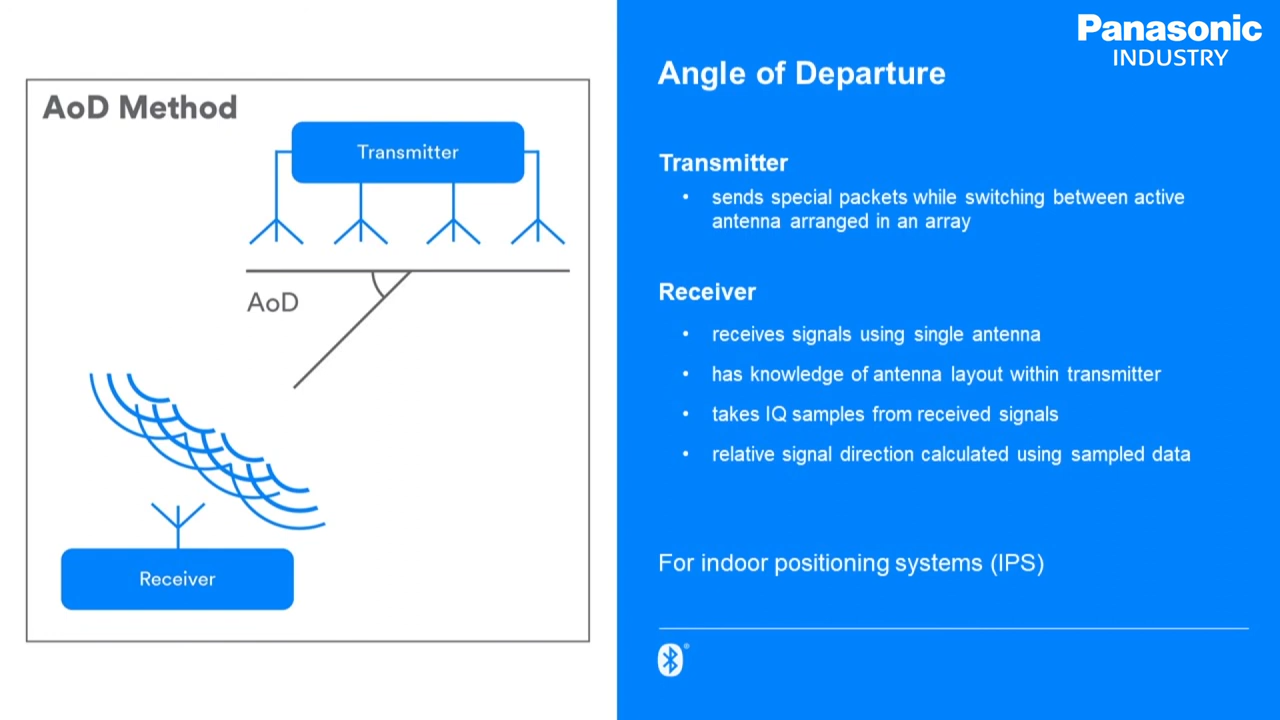 Panasonic
INDUSTRY
AoD Method
Transmitter
AoD
Receiver
Angle of Departure
Transmitter
• sends special packets while switching between active
antenna arranged in an array
Receiver
• receives signals using single antenna
• has knowledge of antenna layout within transmitter
• takes IQ samples from received signals
• relative signal direction calculated using sampled data
For indoor positioning systems (IPS)
®